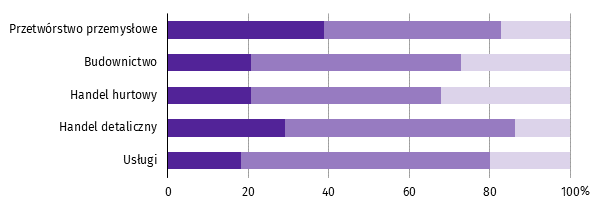 Przetwórstwo przemysłowe
Budownictwo
Handel hurtowy
Handel detaliczny
Usługi
0 20 40 60 80 100%